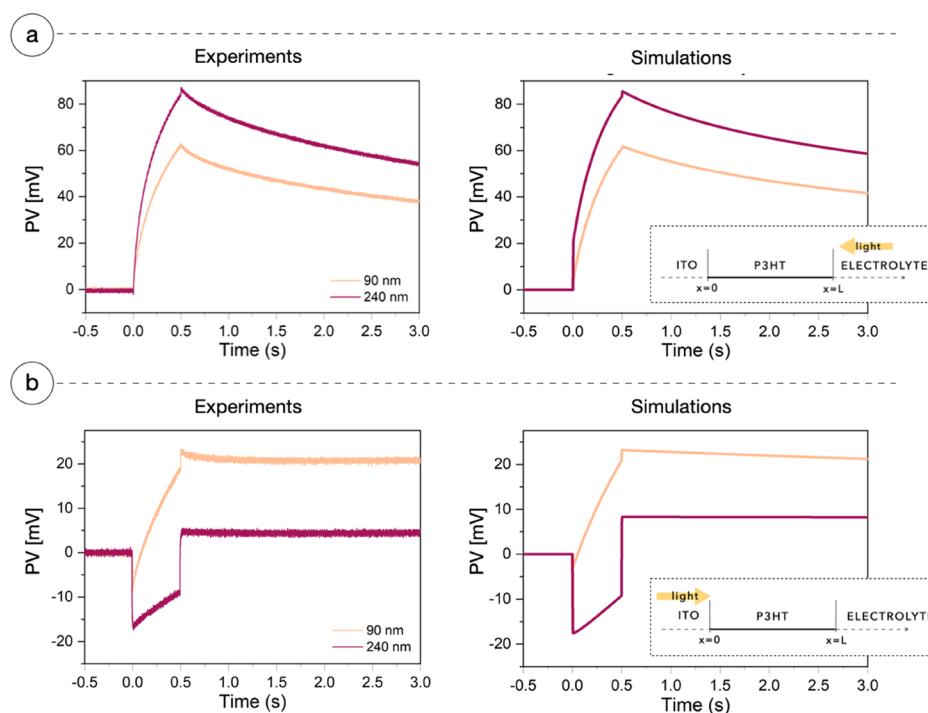 a
Experiments
Simulations
PV [mV]
80
60
40
20
0
90 nm
240 nm
-0.5 0.0 0.5 1.0 1.5 2.0 2.5 3.0
Time (s)
PV [mV]
80
60
40
20
0
light
ITO P3HT ELECTROLYTE
x=0 x=L
-0.5 0.0 0.5 1.0 1.5 2.0 2.5 3.0
Time (s)
b
Experiments
Simulations
PV [mV]
20
10
0
-10
-20
90 nm
240 nm
-0.5 0.0 0.5 1.0 1.5 2.0 2.5 3.0
Time (s)
PV [mV]
20
10
0
-10
-20
light
ITO P3HT ELECTROLYTE
x=0 x=L
-0.5 0.0 0.5 1.0 1.5 2.0 2.5 3.0
Time (s)